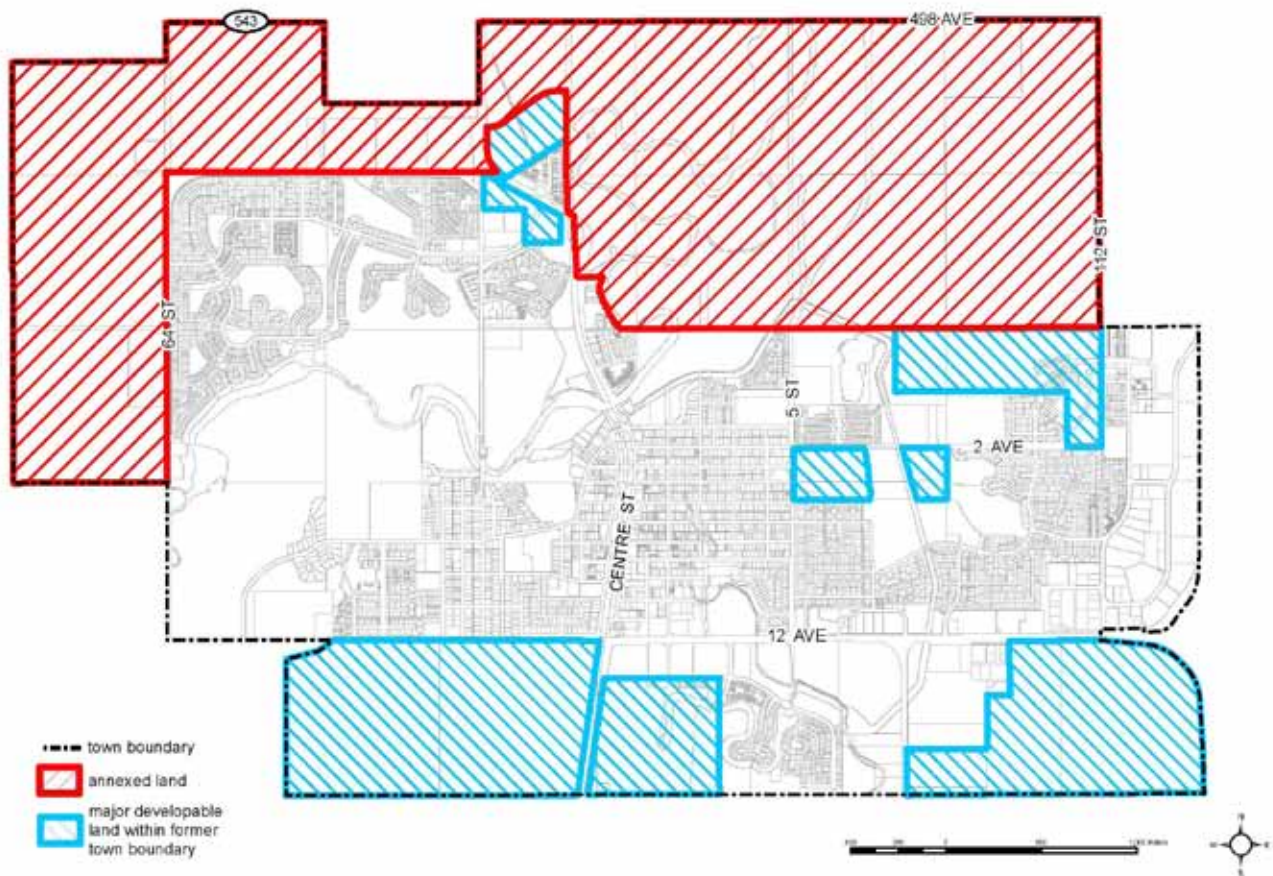 543
498 AVE
112 ST
64 ST
5 ST
2 AVE
CENTRE ST
12 AVE
town boundary
annexed land
major developable
land within former
town boundary